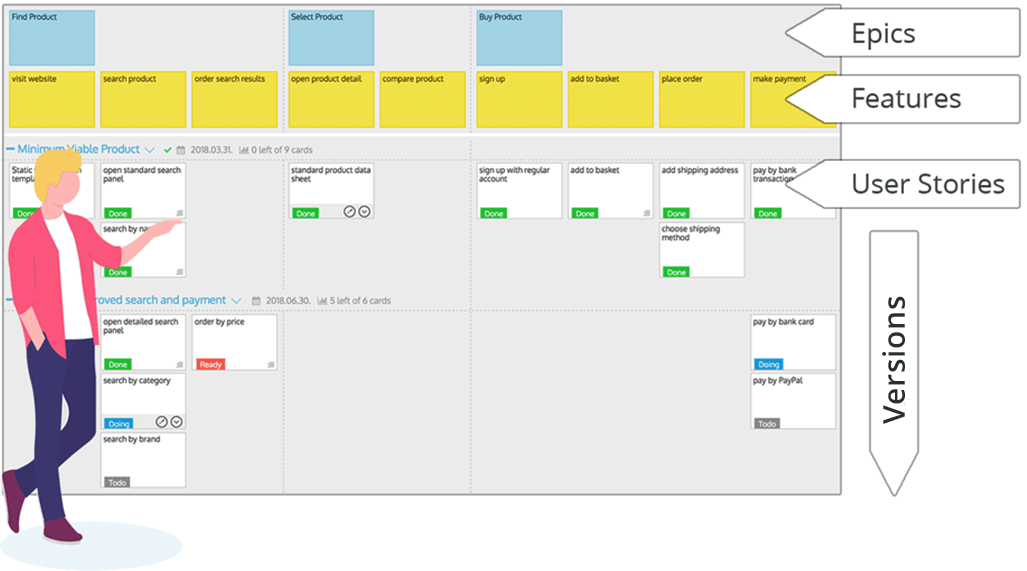 Find Product
Select Product
Buy Product
Epics
visit website
search product
order search results
open product detail
compare product
sign up
add to basket
place order
make payment
Features
Minimum Viable Product
2018.03.31.
0 left of 9 cards
Static
templ
Done
open standard search
panel
Done
standard product data
sheet
Done
sign up with regular
account
Done
add to basket
Done
add shipping address
Done
pay by bank
transaction
Done
User Stories
search by na
Done
choose shipping
method
Done
roved search and payment
2018.06.30.
5 left of 6 cards
open detailed search
panel
Done
order by price
Ready
pay by bank card
Doing
search by category
Doing
pay by PayPal
Todo
search by brand
Todo
Versions